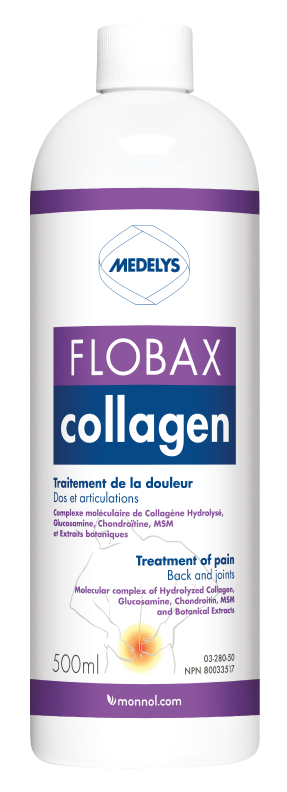 MEDELYS
FLOBAX
collagen
Traitement de la douleur
Dos et articulations
Complexe moléculaire de Collagène Hydrolysé,
Glucosamine, Chondroïtine, MSM
et Extraits botaniques
Treatment of pain
Back and joints
Molecular complex of Hydrolyzed Collagen,
Glucosamine, Chondroitin, MSM
and Botanical Extracts
500ml
03-280-50
NPN 80033517
monnol.com